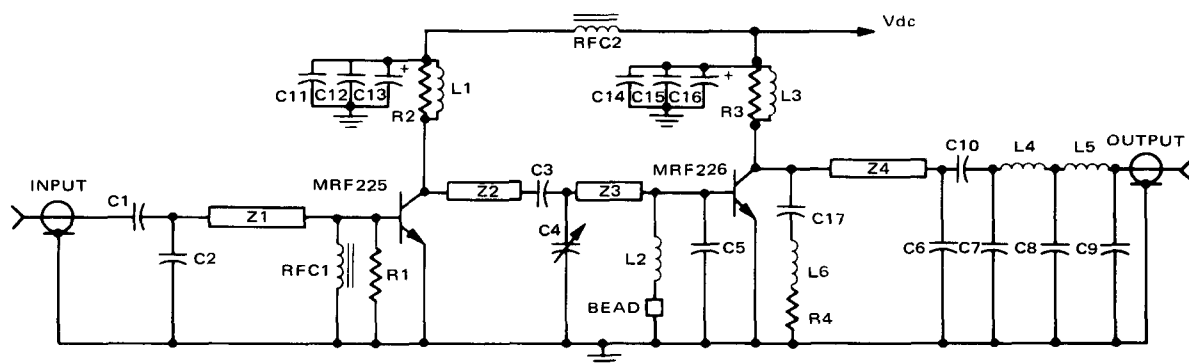 Vdc
RFC2
C11
C12
C13
+
R2
L1
C14
C15
C16
+
R3
L3
INPUT
C1
C2
Z1
RFC1
R1
MRF225
Z2
C3
C4
Z3
L2
BEAD
C5
MRF226
C17
L6
R4
Z4
C10
L4
L5
OUTPUT
C6
C7
C8
C9